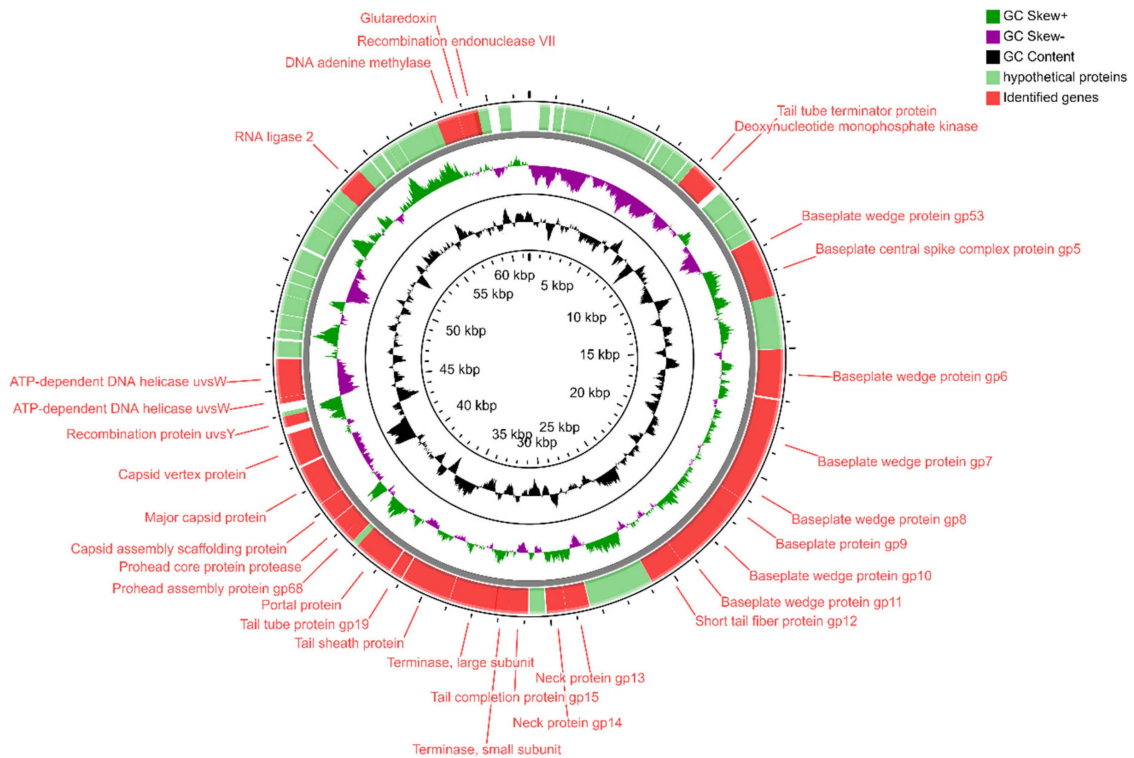 GC Skew+
GC Skew-
GC Content
hypothetical proteins
Identified genes
Glutaredoxin
Recombination endonuclease VII
DNA adenine methylase
RNA ligase 2
Tail tube terminator protein
Deoxynucleotide monophosphate kinase
Baseplate wedge protein gp53
Baseplate central spike complex protein gp5
Baseplate wedge protein gp6
Baseplate wedge protein gp7
Baseplate wedge protein gp8
Baseplate protein gp9
Baseplate wedge protein gp10
Baseplate wedge protein gp11
Short tail fiber protein gp12
Neck protein gp13
Neck protein gp14
Tail completion protein gp15
Terminase, small subunit
Terminase, large subunit
Tail sheath protein
Tail tube protein gp19
Portal protein
Prohead assembly protein gp68
Prohead core protein protease
Capsid assembly scaffolding protein
Major capsid protein
Capsid vertex protein
Recombination protein uvsY
ATP-dependent DNA helicase uvsW
ATP-dependent DNA helicase uvsW
5 kbp
10 kbp
15 kbp
20 kbp
25 kbp
30 kbp
35 kbp
40 kbp
45 kbp
50 kbp
55 kbp
60 kbp